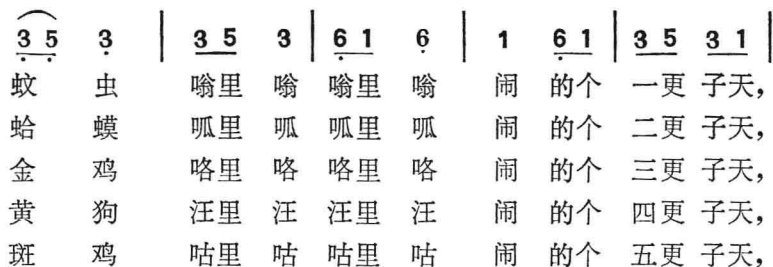 3 5 3 | 3 5 3 | 6 1 6 | 1 6 1 | 3 5 3 1 |
蚊 虫 嗡里 嗡 嗡里 嗡 闹 的个 一更 子天，
蛤 蟆 呱里 呱 呱里 呱 闹 的个 二更 子天，
金 鸡 咯里 咯 咯里 咯 闹 的个 三更 子天，
黄 狗 汪里 汪 汪里 汪 闹 的个 四更 子天，
斑 鸡 咕里 咕 咕里 咕 闹 的个 五更 子天，